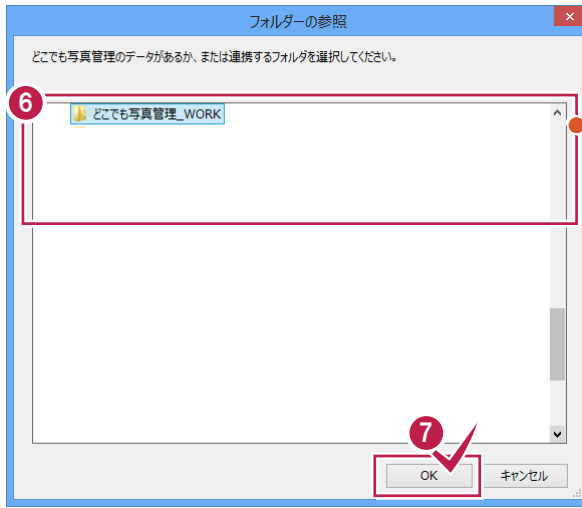 フォルダーの参照
×
どこでも写真管理のデータがあるか、または連携するフォルダを選択してください。
6
どこでも写真管理_WORK
7
OK
キャンセル